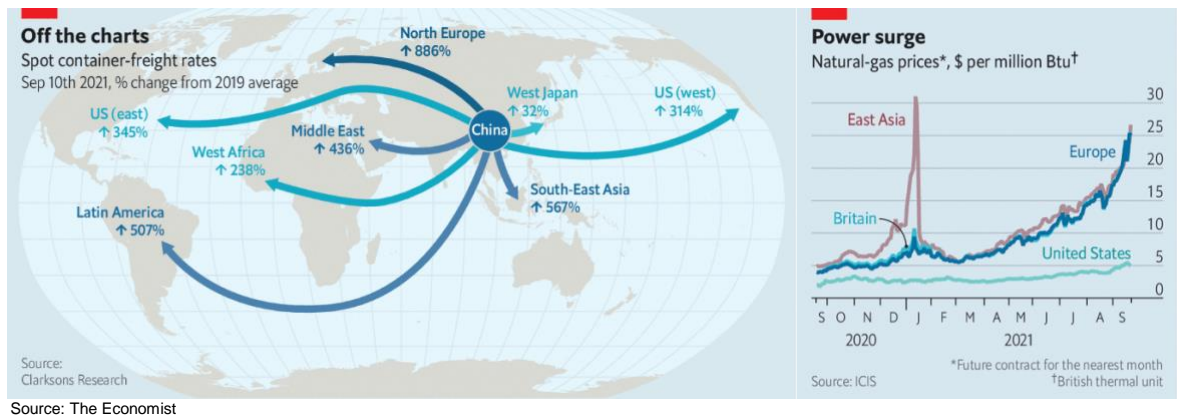 Off the charts
Spot container-freight rates
Sep 10th 2021, % change from 2019 average
North Europe
↑ 886%
US (east)
↑ 345%
West Japan
↑ 32%
US (west)
↑ 314%
Middle East
↑ 436%
China
West Africa
↑ 238%
South-East Asia
↑ 567%
Latin America
↑ 507%
Source:
Clarksons Research
Power surge
Natural-gas prices*, $ per million Btu†
30
East Asia
25
Europe
20
15
Britain
10
United States
5
0
S O N D J F M A M J J A S
2020 2021
*Future contract for the nearest month
Source: ICIS †British thermal unit
Source: The Economist